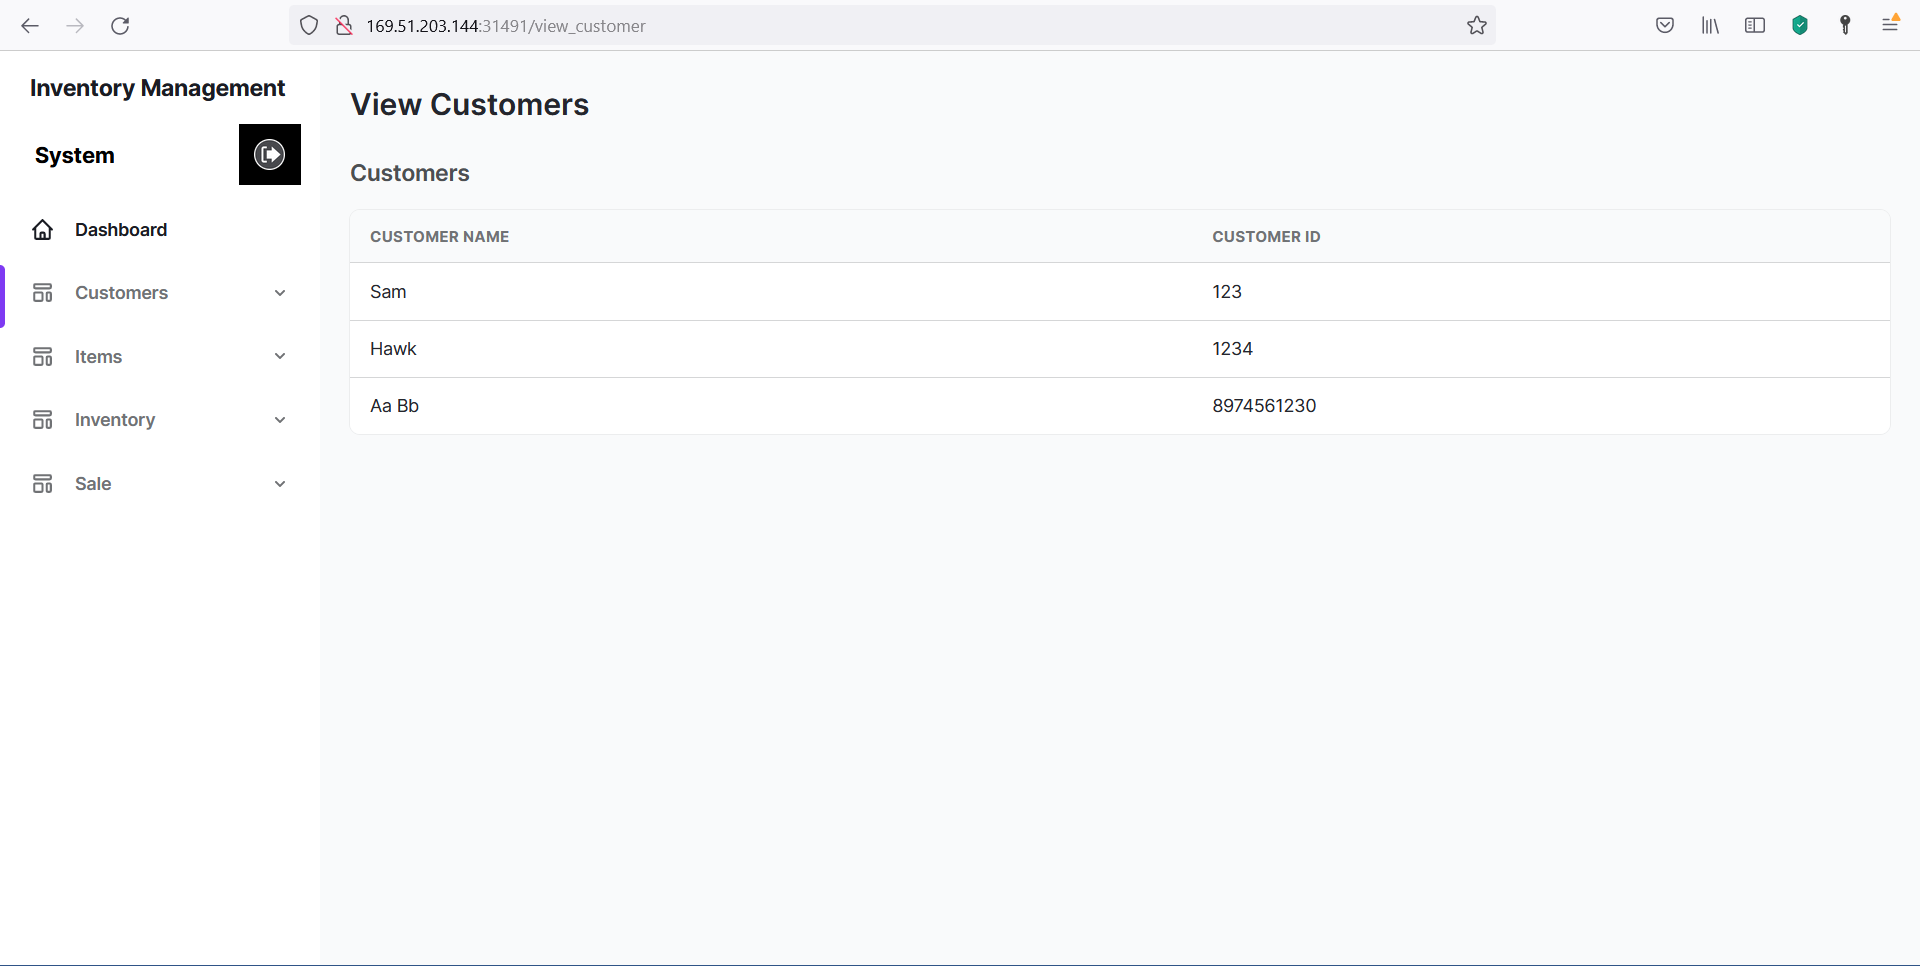 169.51.203.144:31491/view_customer
Inventory Management
System
Dashboard
Customers
Items
Inventory
Sale
View Customers
Customers
CUSTOMER NAME CUSTOMER ID
Sam 123
Hawk 1234
Aa Bb 8974561230